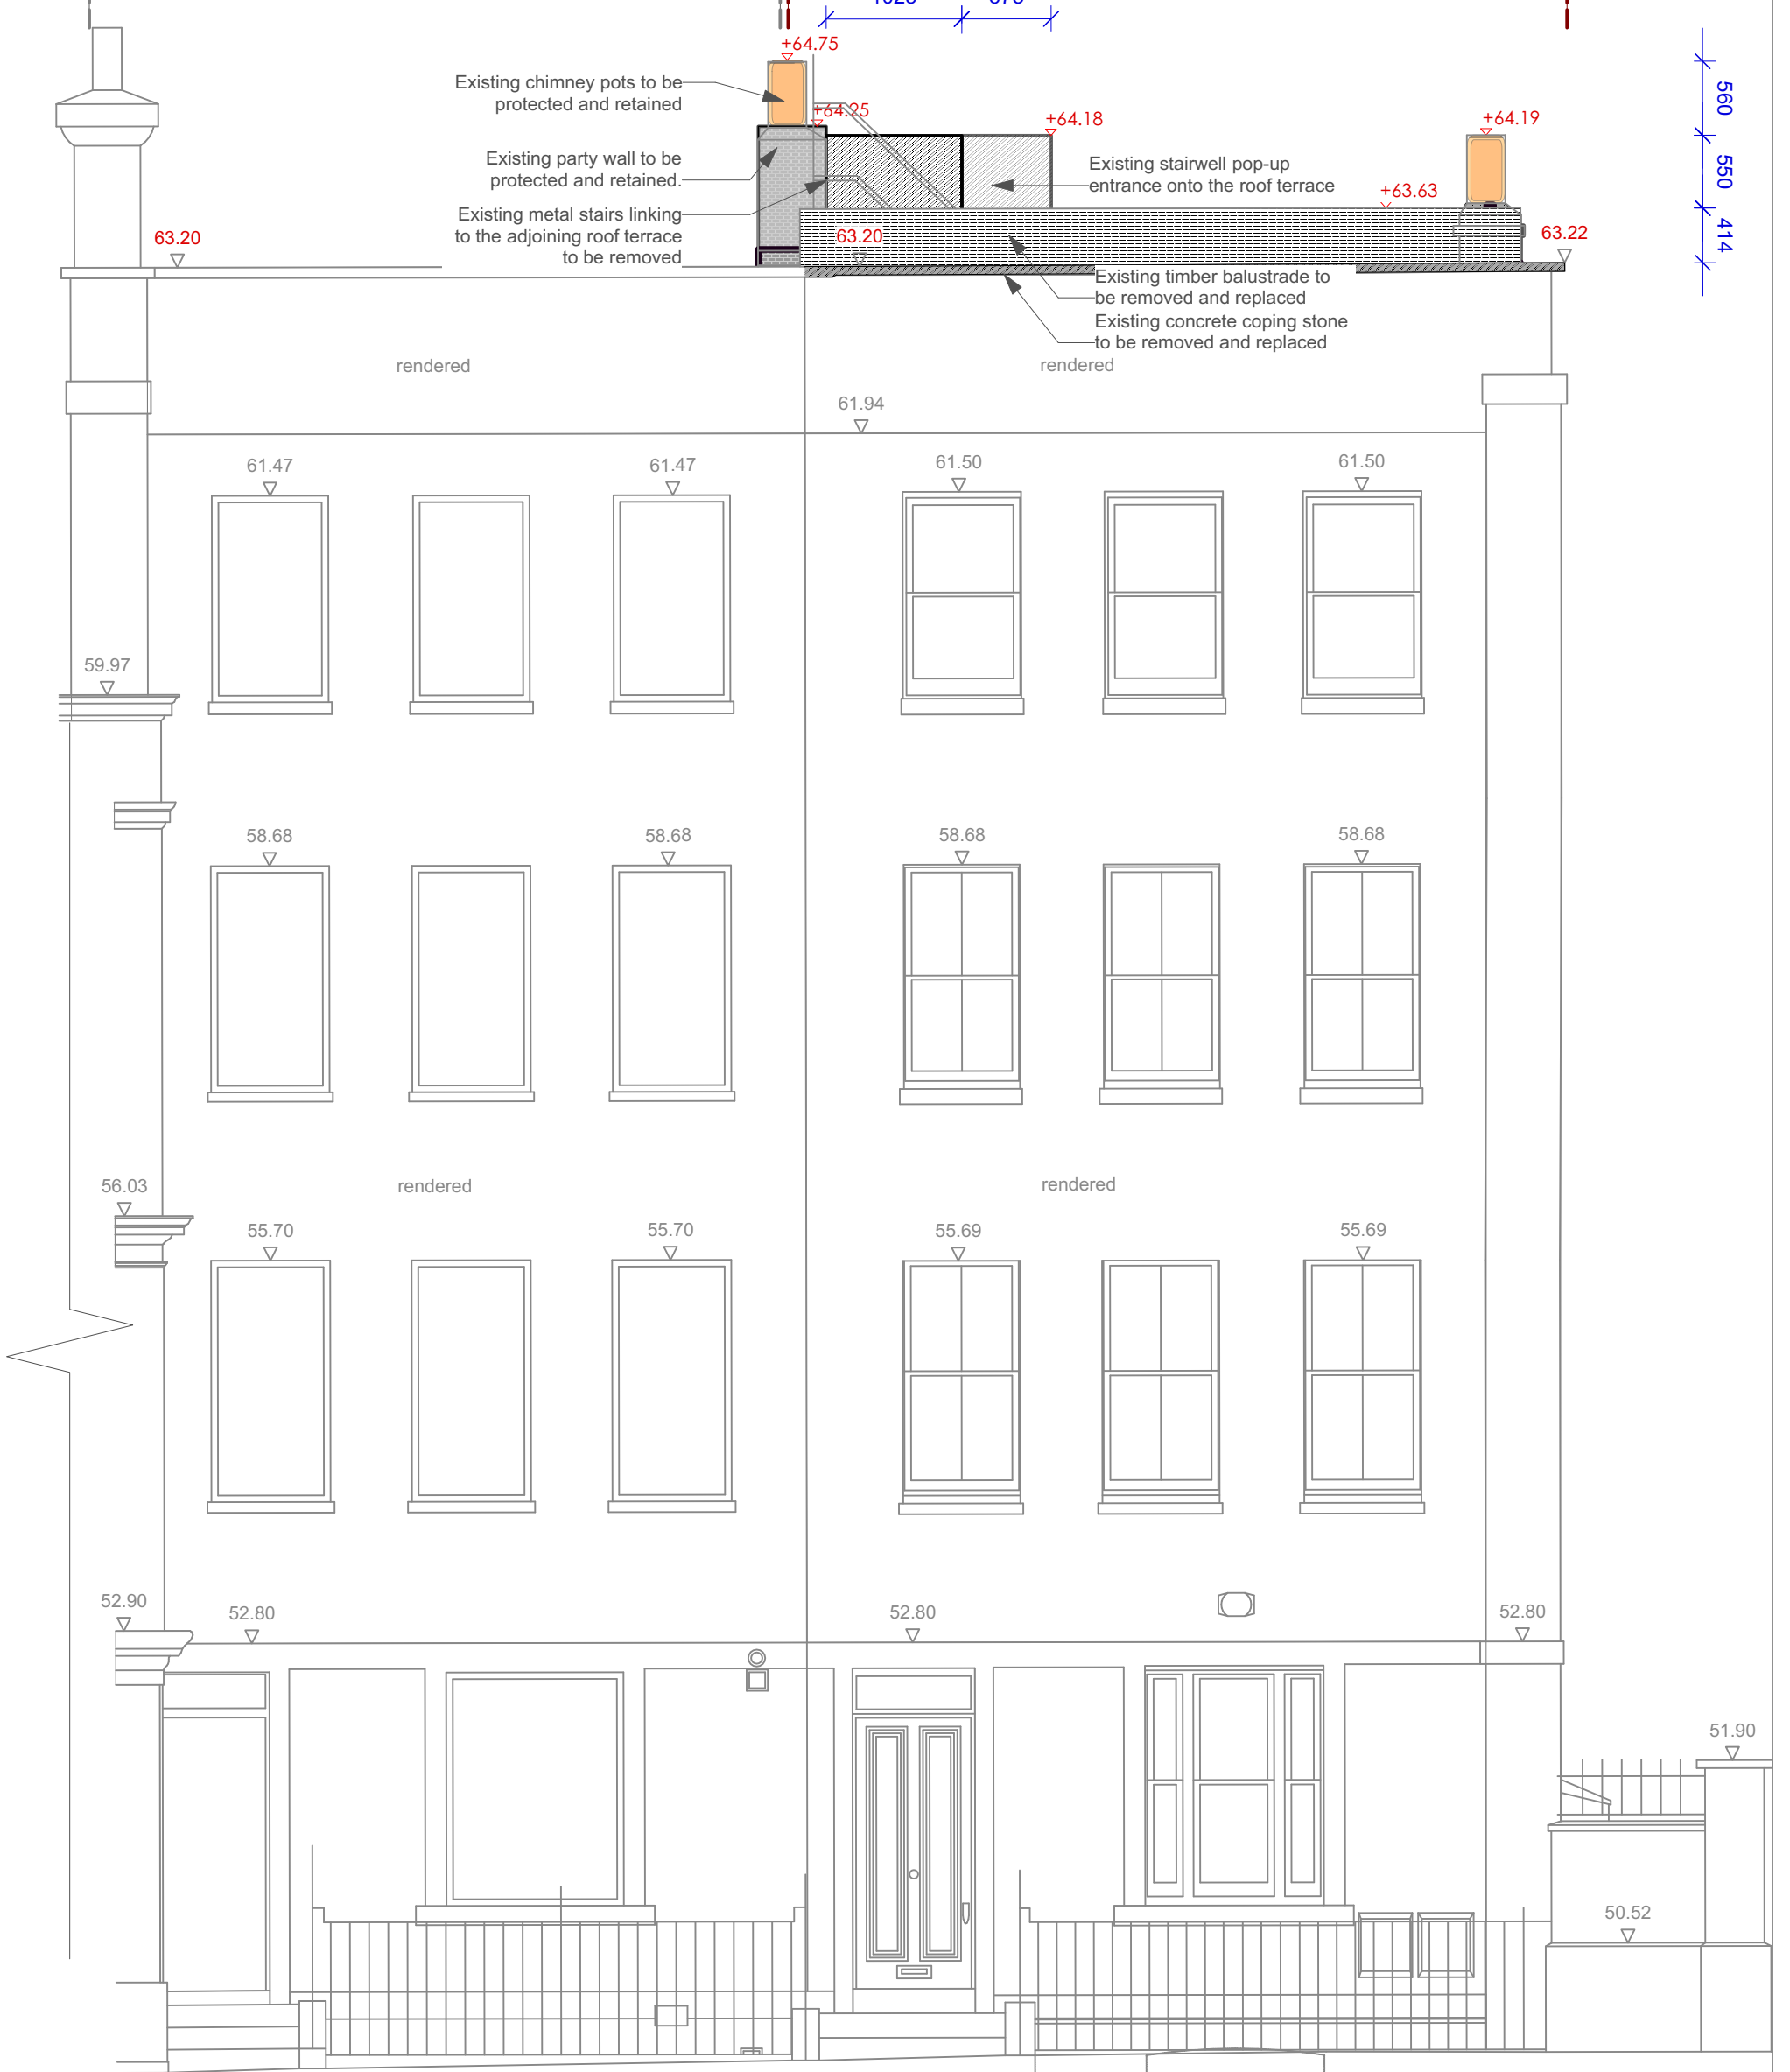 +64.75
Existing chimney pots to be
protected and retained
+64.25
+64.18
+64.19
560
Existing party wall to be
protected and retained.
Existing stairwell pop-up
entrance onto the roof terrace
550
+63.63
Existing metal stairs linking
to the adjoining roof terrace
to be removed
63.20
63.20
63.22
414
Existing timber balustrade to
be removed and replaced
Existing concrete coping stone
to be removed and replaced
rendered
rendered
61.94
61.47
61.47
61.50
61.50
59.97
58.68
58.68
58.68
58.68
56.03
rendered
rendered
55.70
55.70
55.69
55.69
52.90
52.80
52.80
52.80
51.90
50.52